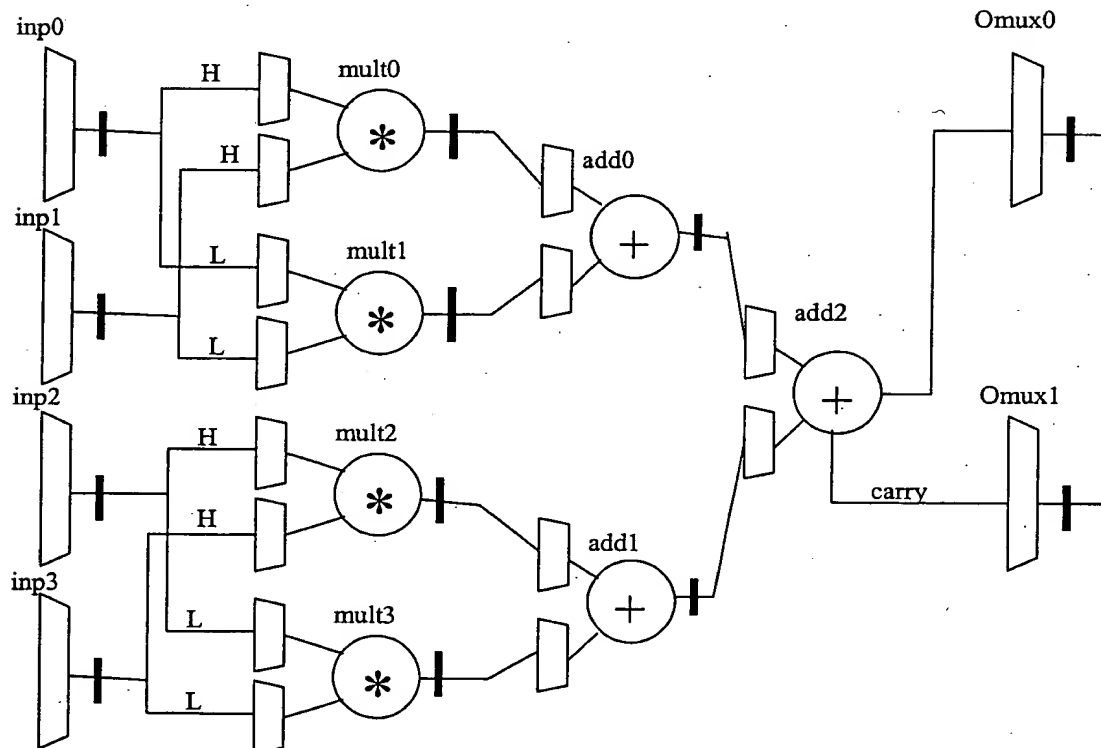 inp0
Omux0
H
mult0
H
add0
inp1
L
mult1
L
add2
inp2
Omux1
H
mult2
carry
H
add1
inp3
L
mult3
L